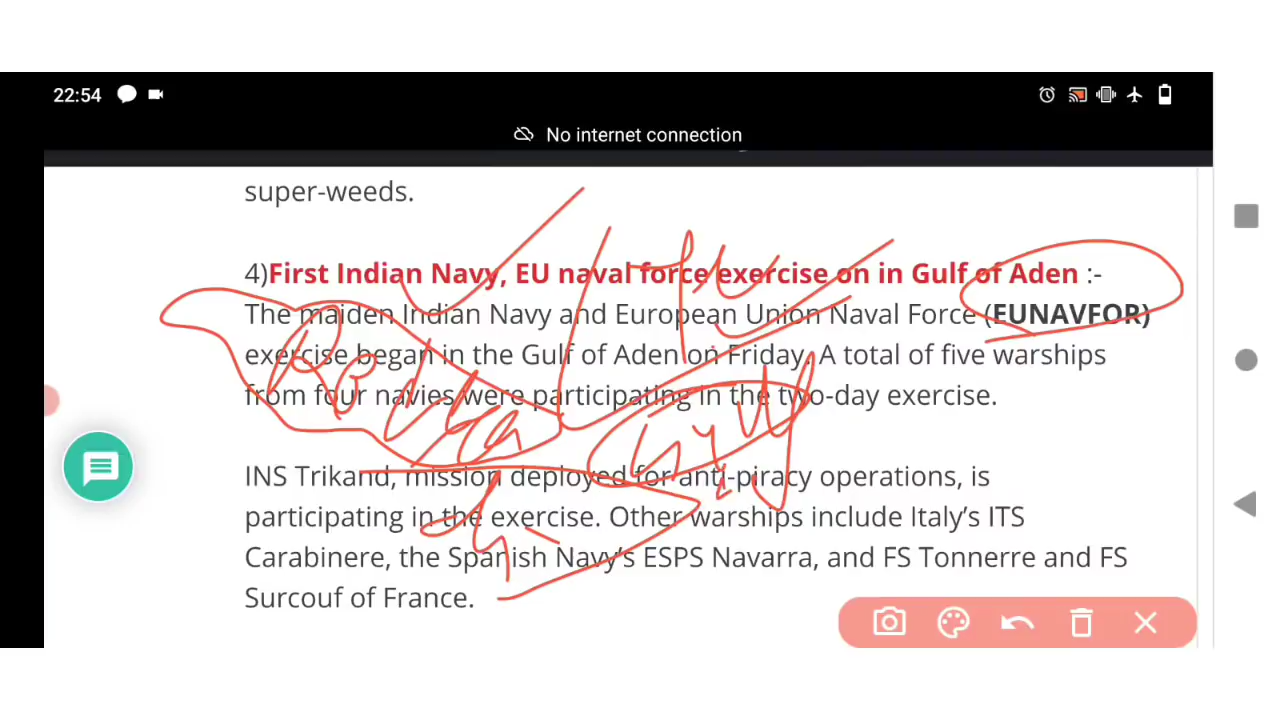 22:54
No internet connection
super-weeds.
4)First Indian Navy, EU naval force exercise on in Gulf of Aden :-
The maiden Indian Navy and European Union Naval Force (EUNAVFOR)
exercise began in the Gulf of Aden on Friday. A total of five warships
from four navies were participating in the two-day exercise.
INS Trikand, mission deployed for anti-piracy operations, is
participating in the exercise. Other warships include Italy's ITS
Carabinere, the Spanish Navy's ESPS Navarra, and FS Tonnerre and FS
Surcouf of France.